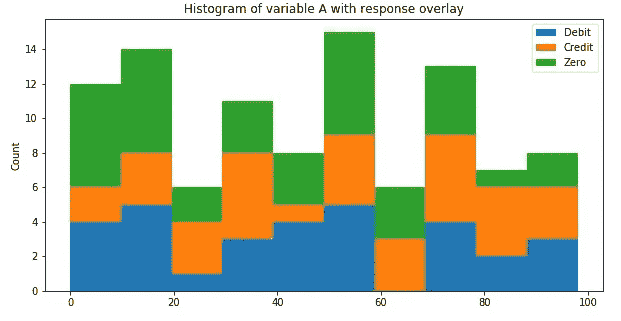 Histogram of variable A with response overlay
Debit
Credit
Zero
Count
14
12
10
8
6
4
2
0
0 20 40 60 80 100